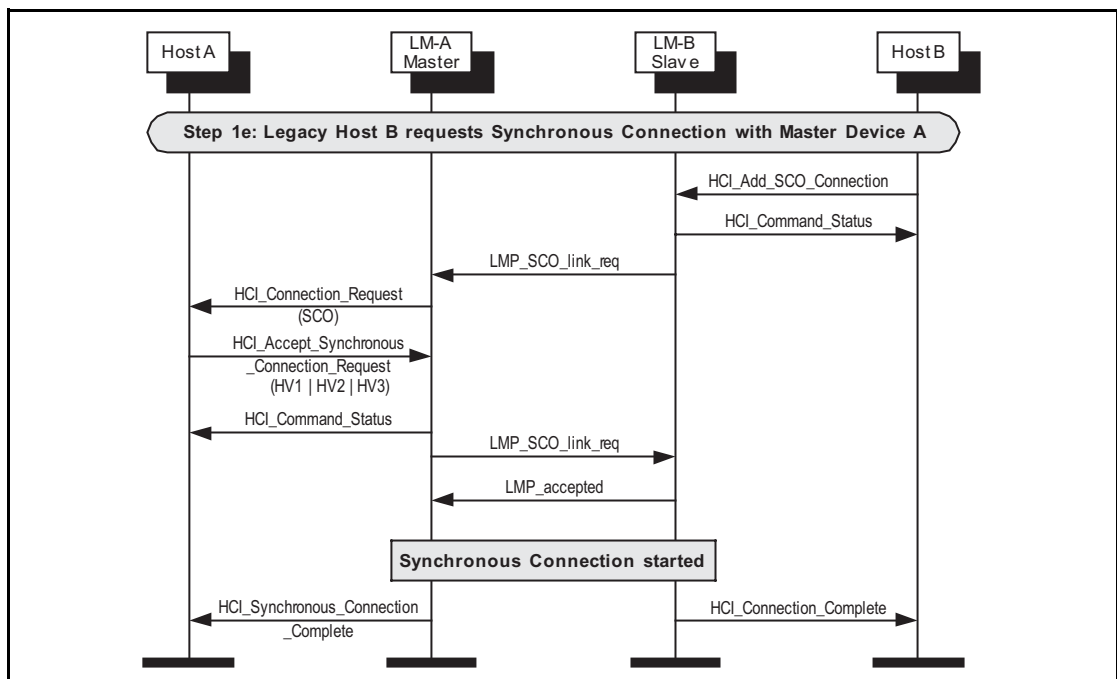 Host A
LM-A
Master
LM-B
Slave
Host B
Step 1e: Legacy Host B requests Synchronous Connection with Master Device A
HCI_Add_SCO_Connection
HCI_Command_Status
LMP_SCO_link_req
HCI_Connection_Request
(SCO)
HCI_Accept_Synchronous
_Connection_Request
(HV1 | HV2 | HV3)
HCI_Command_Status
LMP_SCO_link_req
LMP_accepted
Synchronous Connection started
HCI_Synchronous_Connection
_Complete
HCI_Connection_Complete